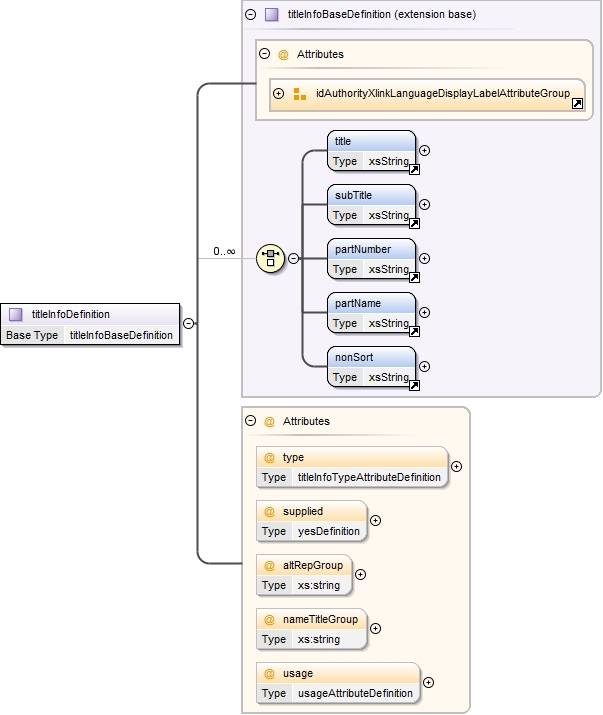 titleInfoBaseDefinition (extension base)
@ Attributes
idAuthorityXlinkLanguageDisplayLabelAttributeGroup
title
Type xsString
subTitle
Type xsString
0..∞
partNumber
Type xsString
partName
Type xsString
titleInfoDefinition
Base Type titleInfoBaseDefinition
nonSort
Type xsString
@ Attributes
@ type
Type titleInfoTypeAttributeDefinition
@ supplied
Type yesDefinition
@ altRepGroup
Type xs:string
@ nameTitleGroup
Type xs:string
@ usage
Type usageAttributeDefinition